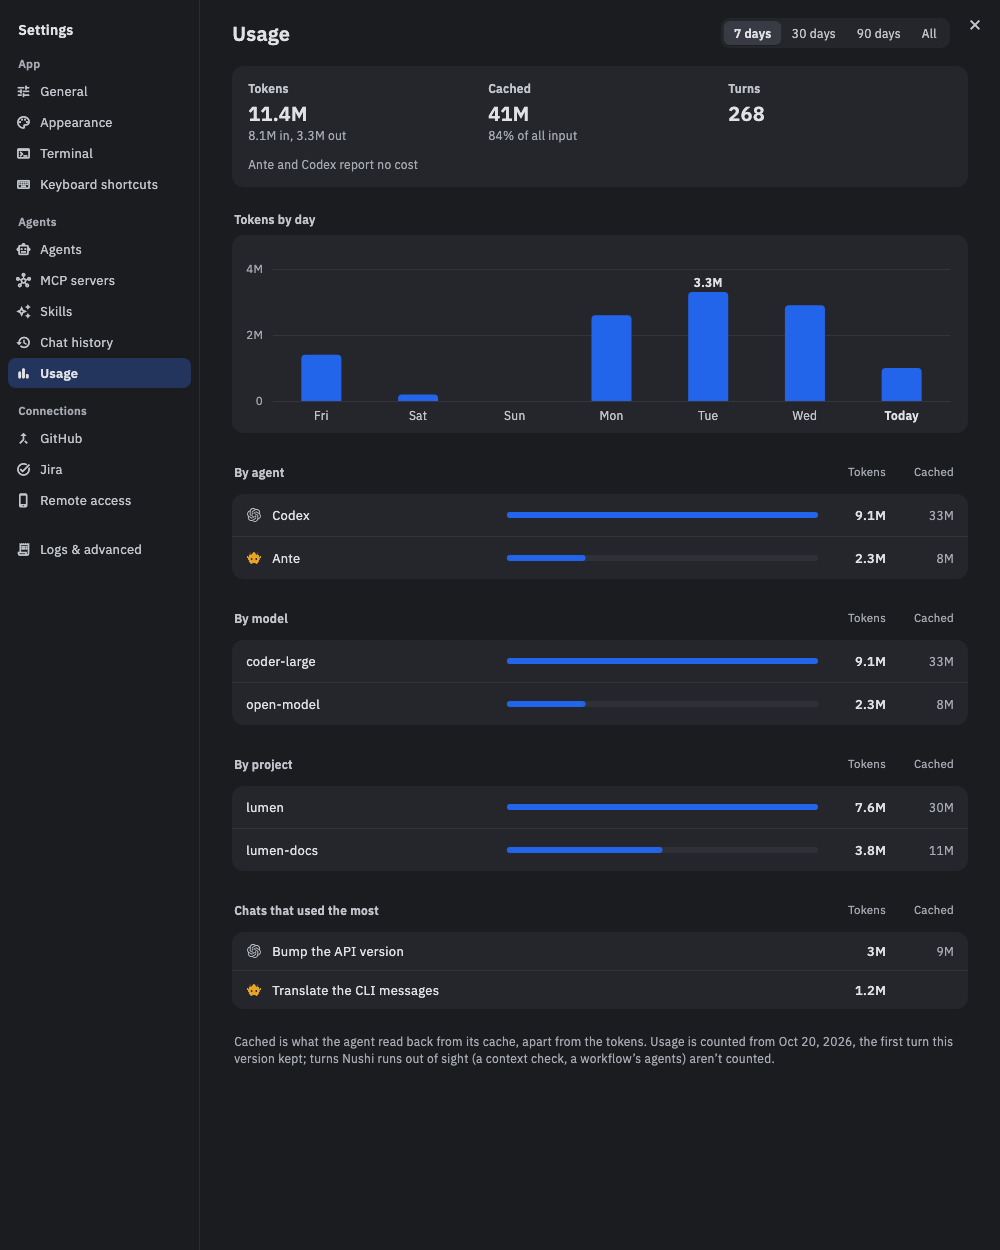 Settings
App
General
Appearance
Terminal
Keyboard shortcuts
Agents
Agents
MCP servers
Skills
Chat history
Usage
Connections
GitHub
Jira
Remote access
Logs & advanced
Usage
7 days 30 days 90 days All
Tokens Cached Turns
11.4M 41M 268
8.1M in, 3.3M out 84% of all input
Ante and Codex report no cost
Tokens by day
4M
3.3M
2M
0
Fri Sat Sun Mon Tue Wed Today
By agent Tokens Cached
Codex 9.1M 33M
Ante 2.3M 8M
By model Tokens Cached
coder-large 9.1M 33M
open-model 2.3M 8M
By project Tokens Cached
lumen 7.6M 30M
lumen-docs 3.8M 11M
Chats that used the most Tokens Cached
Bump the API version 3M 9M
Translate the CLI messages 1.2M
Cached is what the agent read back from its cache, apart from the tokens. Usage is counted from Oct 20, 2026, the first turn this
version kept; turns Nushi runs out of sight (a context check, a workflow’s agents) aren’t counted.